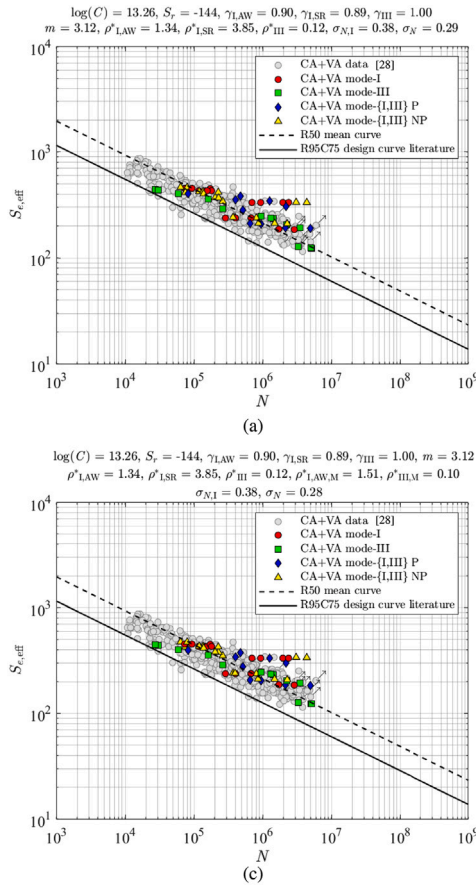 log(C) = 13.26, S_r = -144, γ_I,AW = 0.90, γ_I,SR = 0.89, γ_III = 1.00
m = 3.12, ρ*_I,AW = 1.34, ρ*_I,SR = 3.85, ρ*_III = 0.12, σ_N,I = 0.38, σ_N = 0.29
CA+VA data [28]
CA+VA mode-I
CA+VA mode-III
CA+VA mode-{I,III} P
CA+VA mode-{I,III} NP
R50 mean curve
R95C75 design curve literature
10^4
10^3
10^2
10^1
S_e,eff
10^3 10^4 10^5 10^6 10^7 10^8 10^9
N
(a)
log(C) = 13.26, S_r = -144, γ_I,AW = 0.90, γ_I,SR = 0.89, γ_III = 1.00, m = 3.12
ρ*_I,AW = 1.34, ρ*_I,SR = 3.85, ρ*_III = 0.12, ρ*_I,AW,M = 1.51, ρ*_III,M = 0.10
σ_N,I = 0.38, σ_N = 0.28
CA+VA data [28]
CA+VA mode-I
CA+VA mode-III
CA+VA mode-{I,III} P
CA+VA mode-{I,III} NP
R50 mean curve
R95C75 design curve literature
10^4
10^3
10^2
10^1
S_e,eff
10^3 10^4 10^5 10^6 10^7 10^8 10^9
N
(c)